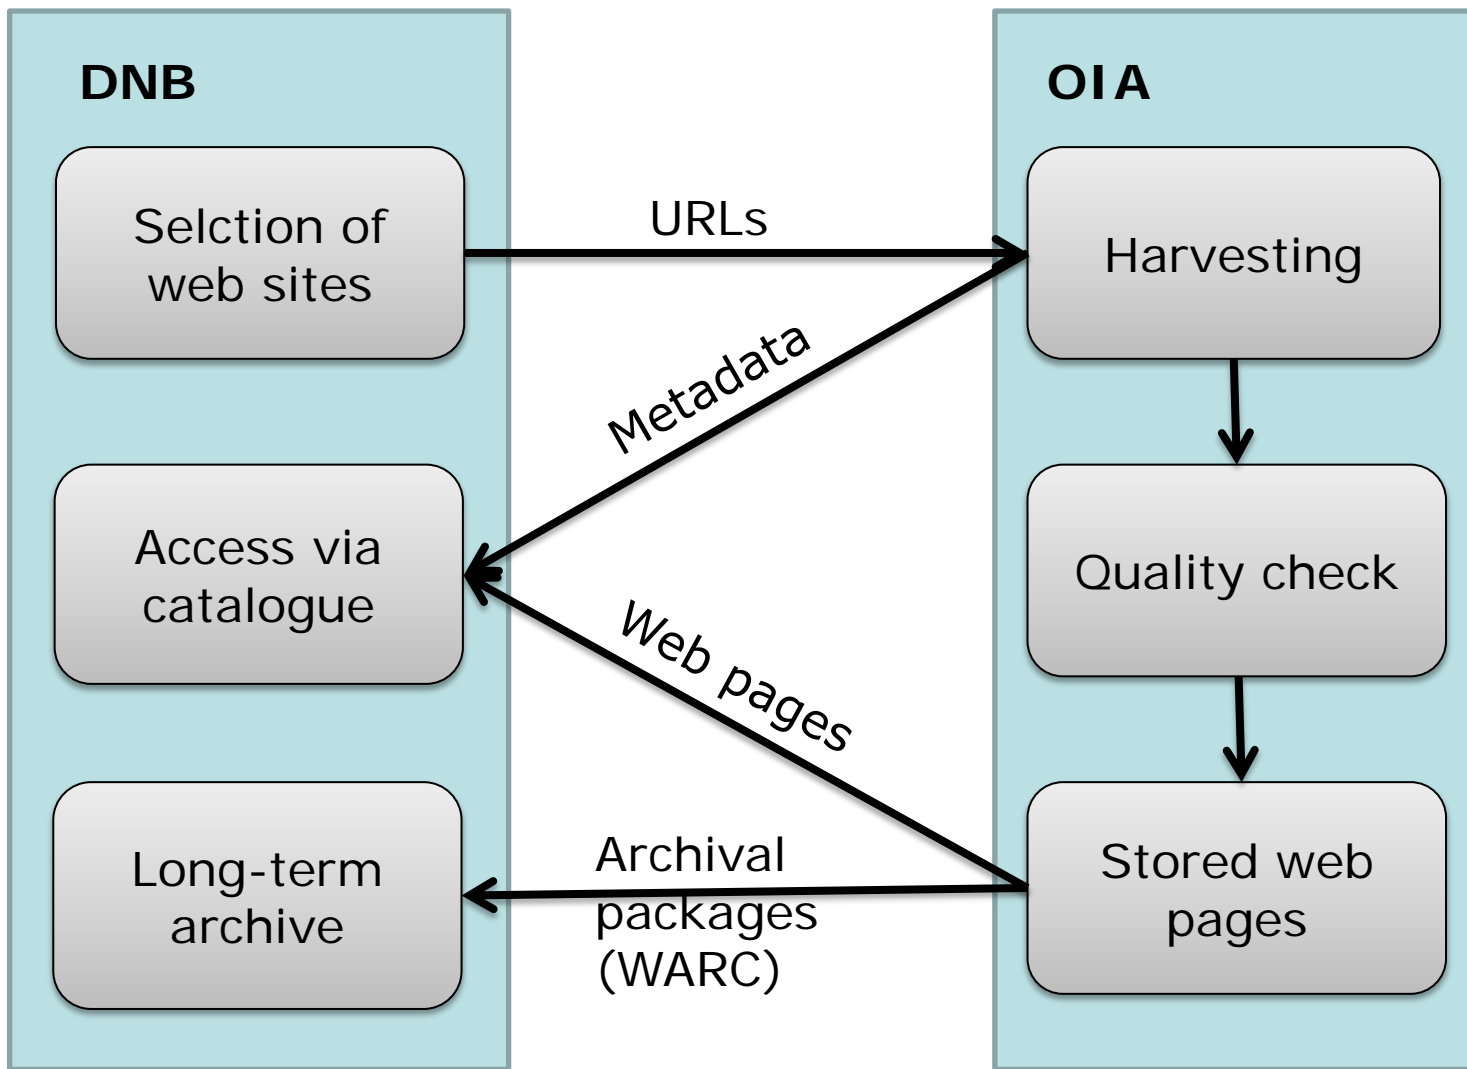 DNB
Selction of
web sites
Access via
catalogue
Long-term
archive
URLs
Metadata
Web pages
Archival
packages
(WARC)
OIA
Harvesting
Quality check
Stored web
pages